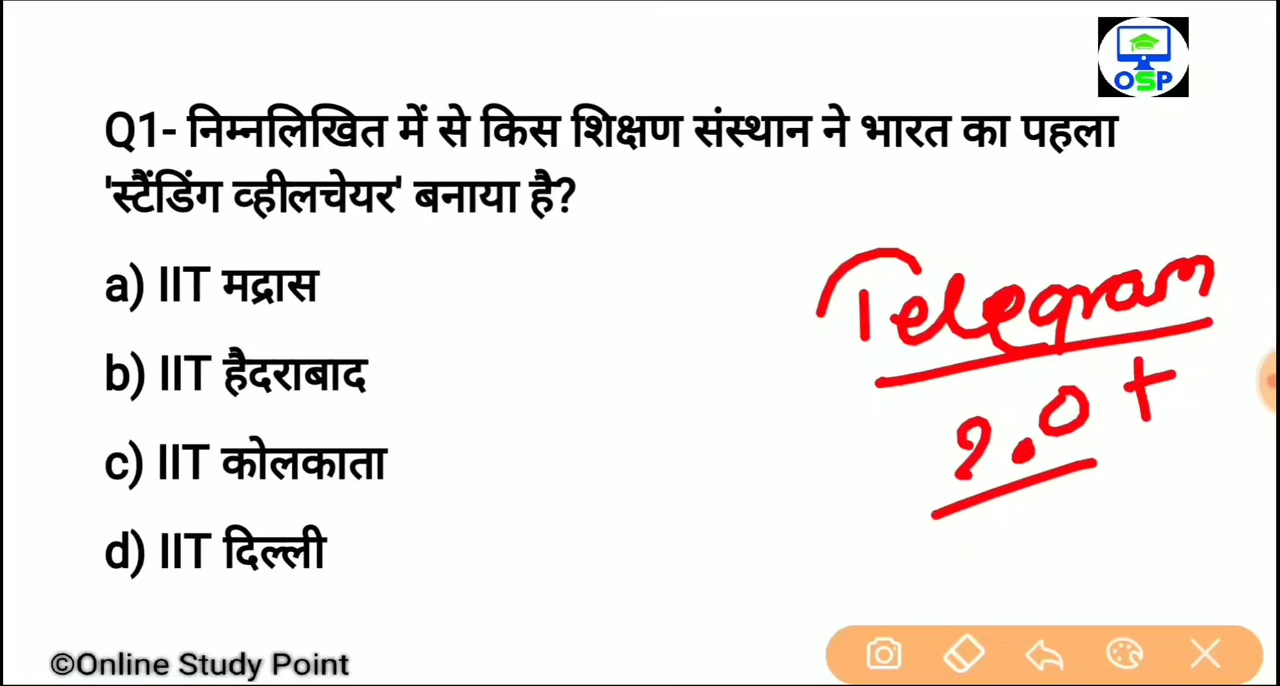 OSP
Q1- निम्नलिखित में से किस शिक्षण संस्थान ने भारत का पहला
'स्टैंडिंग व्हीलचेयर' बनाया है?
a) IIT मद्रास
b) IIT हैदराबाद
c) IIT कोलकाता
d) IIT दिल्ली
Telegram
2.0+
©Online Study Point